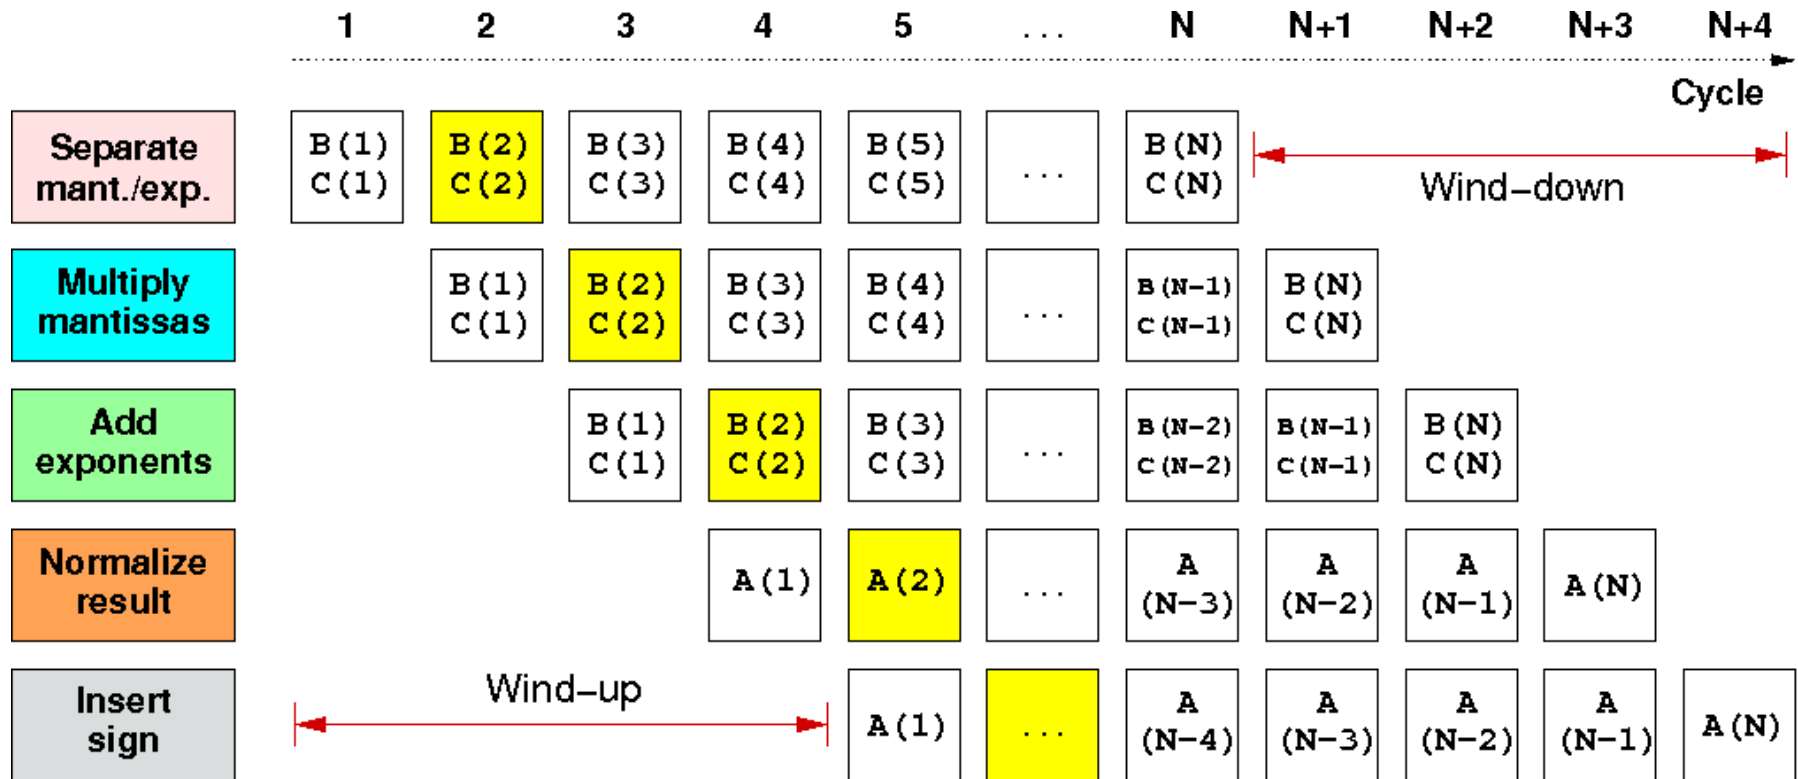 1 2 3 4 5 ... N N+1 N+2 N+3 N+4
Cycle
Separate
mant./exp.
B(1) B(2) B(3) B(4) B(5) ... B(N)
C(1) C(2) C(3) C(4) C(5) C(N)
Wind-down
Multiply
mantissas
B(1) B(2) B(3) B(4) ... B(N-1) B(N)
C(1) C(2) C(3) C(4) C(N-1) C(N)
Add
exponents
B(1) B(2) B(3) ... B(N-2) B(N-1) B(N)
C(1) C(2) C(3) C(N-2) C(N-1) C(N)
Normalize
result
A(1) A(2) ... A A A A(N)
(N-3) (N-2) (N-1)
Insert
sign
Wind-up
A(1) ... A A A A A(N)
(N-4) (N-3) (N-2) (N-1)